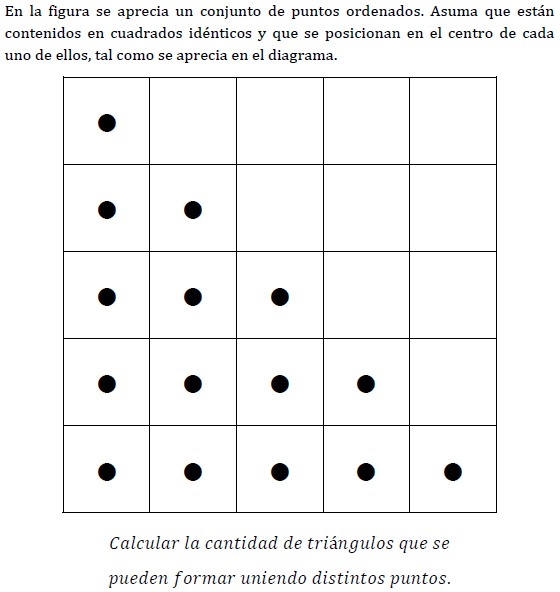 En la figura se aprecia un conjunto de puntos ordenados. Asuma que están
contenidos en cuadrados idénticos y que se posicionan en el centro de cada
uno de ellos, tal como se aprecia en el diagrama.
Calcular la cantidad de triángulos que se
pueden formar uniendo distintos puntos.